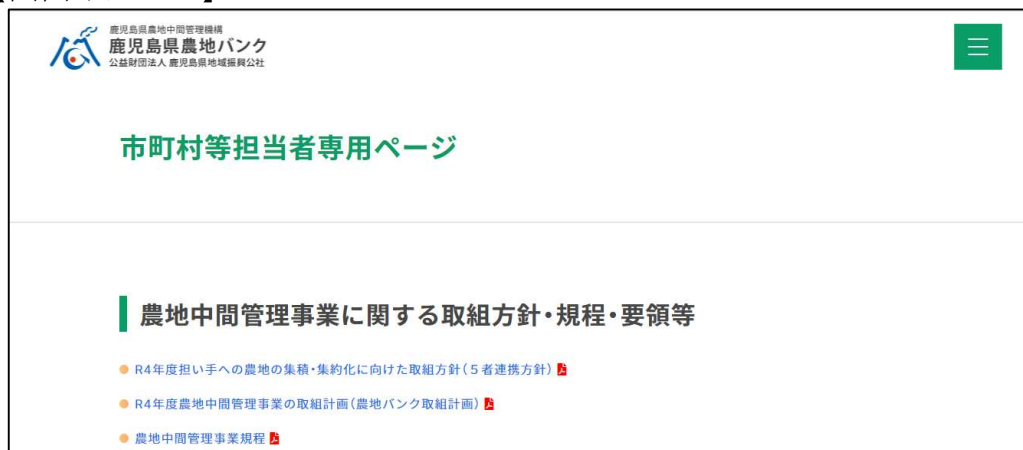 鹿児島県農地中間管理機構
鹿児島県農地バンク
公益財団法人 鹿児島県地域振興公社
市町村等担当者専用ページ
農地中間管理事業に関する取組方針・規程・要領等
R4年度担い手への農地の集積・集約化に向けた取組方針（５者連携方針）
R4年度農地中間管理事業の取組計画（農地バンク取組計画）
農地中間管理事業規程